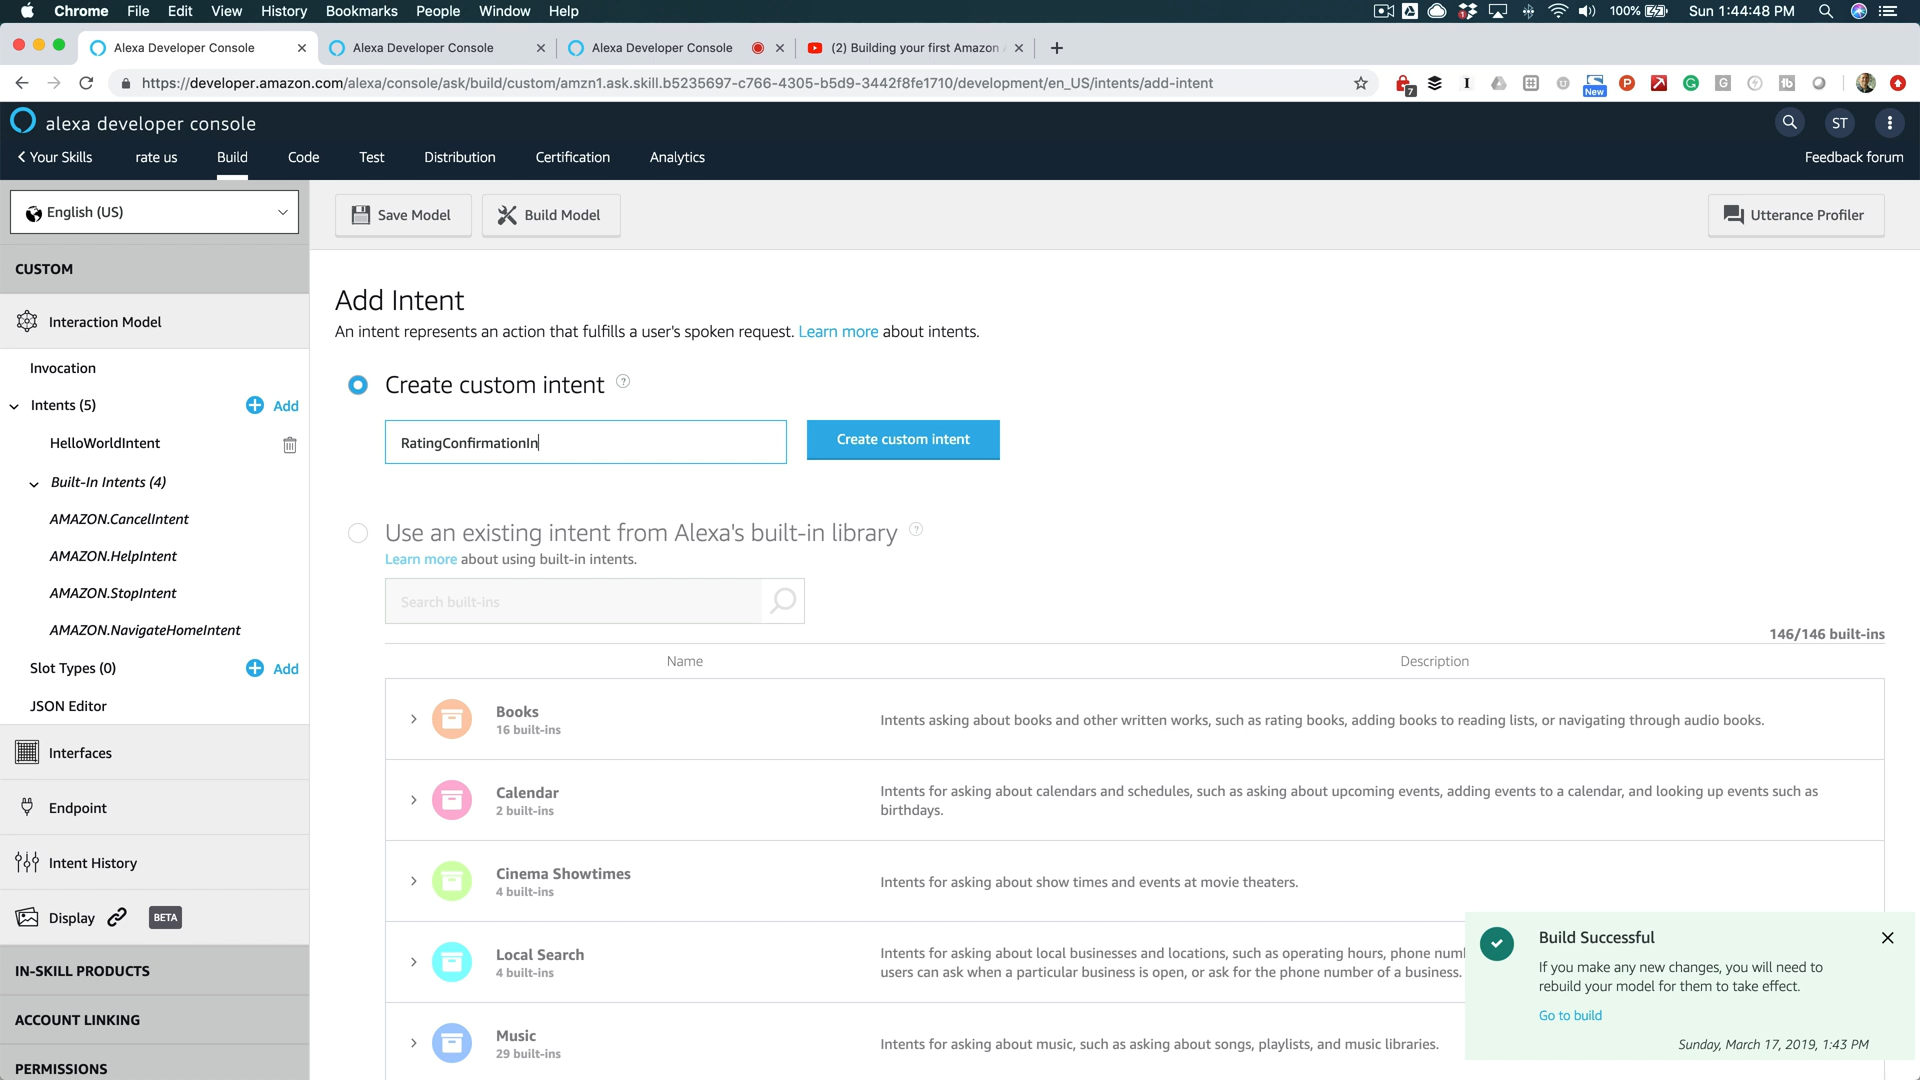 Chrome File Edit View History Bookmarks People Window Help 100% Sun 1:44:48 PM
Alexa Developer Console Alexa Developer Console Alexa Developer Console (2) Building your first Amazon
https://developer.amazon.com/alexa/console/ask/build/custom/amzn1.ask.skill.b5235697-c766-4305-b5d9-3442f8fe1710/development/en_US/intents/add-intent
7
New
alexa developer console
ST
Your Skills rate us Build Code Test Distribution Certification Analytics Feedback forum
English (US)
Save Model Build Model Utterance Profiler
CUSTOM
Interaction Model
Invocation
Intents (5) Add
HelloWorldIntent
Built-In Intents (4)
AMAZON.CancelIntent
AMAZON.HelpIntent
AMAZON.StopIntent
AMAZON.NavigateHomeIntent
Slot Types (0) Add
JSON Editor
Interfaces
Endpoint
Intent History
Display BETA
IN-SKILL PRODUCTS
ACCOUNT LINKING
PERMISSIONS
Add Intent
An intent represents an action that fulfills a user's spoken request. Learn more about intents.
Create custom intent ?
RatingConfirmationIn
Create custom intent
Use an existing intent from Alexa's built-in library ?
Learn more about using built-in intents.
Search built-ins
146/146 built-ins
Name Description
Books
16 built-ins
Intents asking about books and other written works, such as rating books, adding books to reading lists, or navigating through audio books.
Calendar
2 built-ins
Intents for asking about calendars and schedules, such as asking about upcoming events, adding events to a calendar, and looking up events such as
birthdays.
Cinema Showtimes
4 built-ins
Intents for asking about show times and events at movie theaters.
Local Search
4 built-ins
Intents for asking about local businesses and locations, such as operating hours, phone num
users can ask when a particular business is open, or ask for the phone number of a business.
Music
29 built-ins
Intents for asking about music, such as asking about songs, playlists, and music libraries.
Build Successful
If you make any new changes, you will need to
rebuild your model for them to take effect.
Go to build
Sunday, March 17, 2019, 1:43 PM